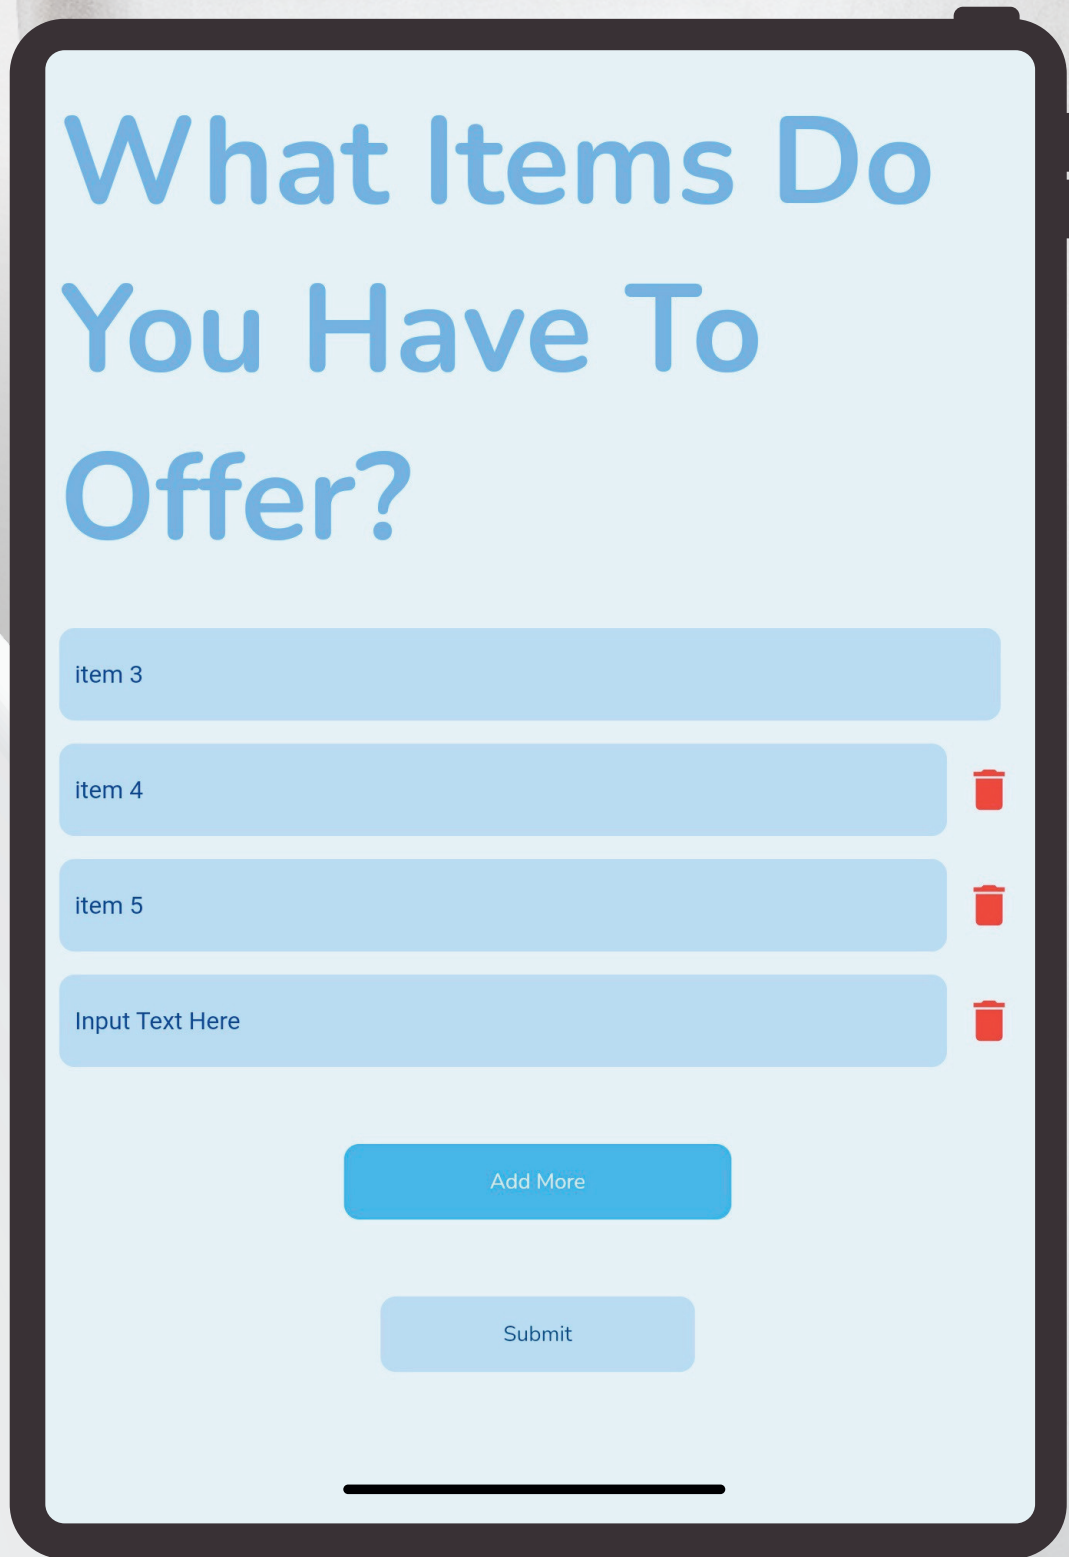 What Items Do
You Have To
Offer?
item 3
item 4
item 5
Input Text Here
Add More
Submit